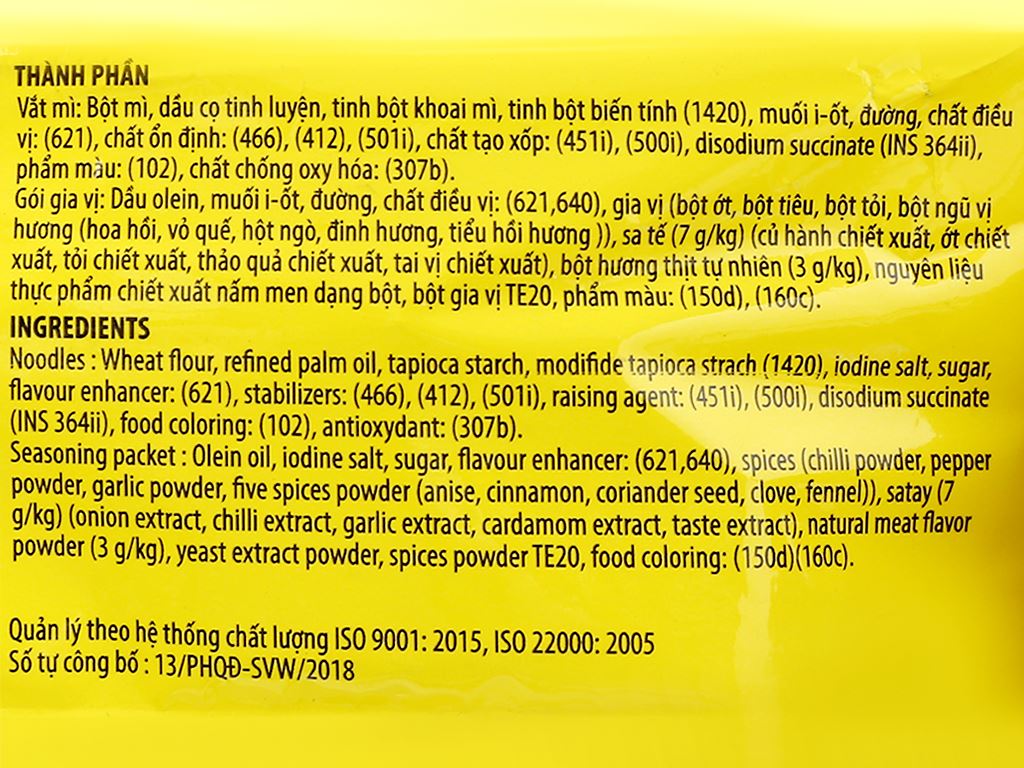 THÀNH PHẦN
Vắt mì: Bột mì, dầu cọ tinh luyện, tinh bột khoai mì, tinh bột biến tính (1420), muối i-ốt, đường, chất điều
vị: (621), chất ổn định: (466), (412), (501i), chất tạo xốp: (451i), (500i), disodium succinate (INS 364ii),
phẩm màu: (102), chất chống oxy hóa: (307b).
Gói gia vị: Dầu olein, muối i-ốt, đường, chất điều vị: (621,640), gia vị (bột ớt, bột tiêu, bột tỏi, bột ngũ vị
hương (hoa hồi, vỏ quế, hột ngò, đinh hương, tiểu hồi hương )), sa tế (7 g/kg) (củ hành chiết xuất, ớt chiết
xuất, tỏi chiết xuất, thảo quả chiết xuất, tai vị chiết xuất), bột hương thịt tự nhiên (3 g/kg), nguyên liệu
thực phẩm chiết xuất nấm men dạng bột, bột gia vị TE20, phẩm màu: (150d), (160c).
INGREDIENTS
Noodles : Wheat flour, refined palm oil, tapioca starch, modifide tapioca strach (1420), iodine salt, sugar,
flavour enhancer: (621), stabilizers: (466), (412), (501i), raising agent: (451i), (500i), disodium succinate
(INS 364ii), food coloring: (102), antioxydant: (307b).
Seasoning packet : Olein oil, iodine salt, sugar, flavour enhancer: (621,640), spices (chilli powder, pepper
powder, garlic powder, five spices powder (anise, cinnamon, coriander seed, clove, fennel)), satay (7
g/kg) (onion extract, chilli extract, garlic extract, cardamom extract, taste extract), natural meat flavor
powder (3 g/kg), yeast extract powder, spices powder TE20, food coloring: (150d)(160c).
Quản lý theo hệ thống chất lượng ISO 9001: 2015, ISO 22000: 2005
Số tự công bố : 13/PHQĐ-SVW/2018